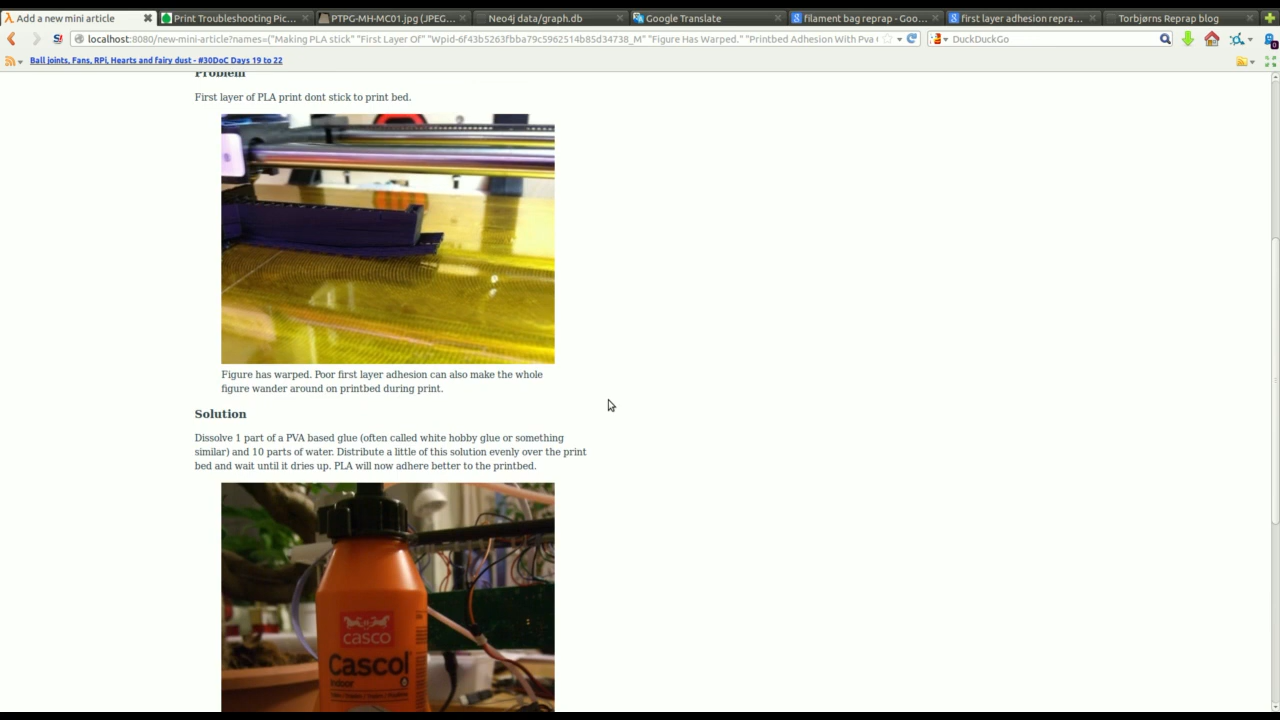 Add a new mini article
Print Troubleshooting Pic...
PTPG-MH-MC01.jpg (JPEG...
Neo4j data/graph.db
Google Translate
filament bag reprap - Goo...
first layer adhesion repra...
Torbjørns Reprap blog
localhost:8080/new-mini-article?names=("Making PLA stick" "First Layer Of" "Wpid-6f43b5263fbba79c5962514b85d34738_M" "Figure Has Warped." "Printbed Adhesion With Pva
DuckDuckGo
Ball joints, Fans, RPi, Hearts and fairy dust - #30DoC Days 19 to 22
Problem
First layer of PLA print dont stick to print bed.
Figure has warped. Poor first layer adhesion can also make the whole
figure wander around on printbed during print.
Solution
Dissolve 1 part of a PVA based glue (often called white hobby glue or something
similar) and 10 parts of water. Distribute a little of this solution evenly over the print
bed and wait until it dries up. PLA will now adhere better to the printbed.
casco
Cascol
Indoor